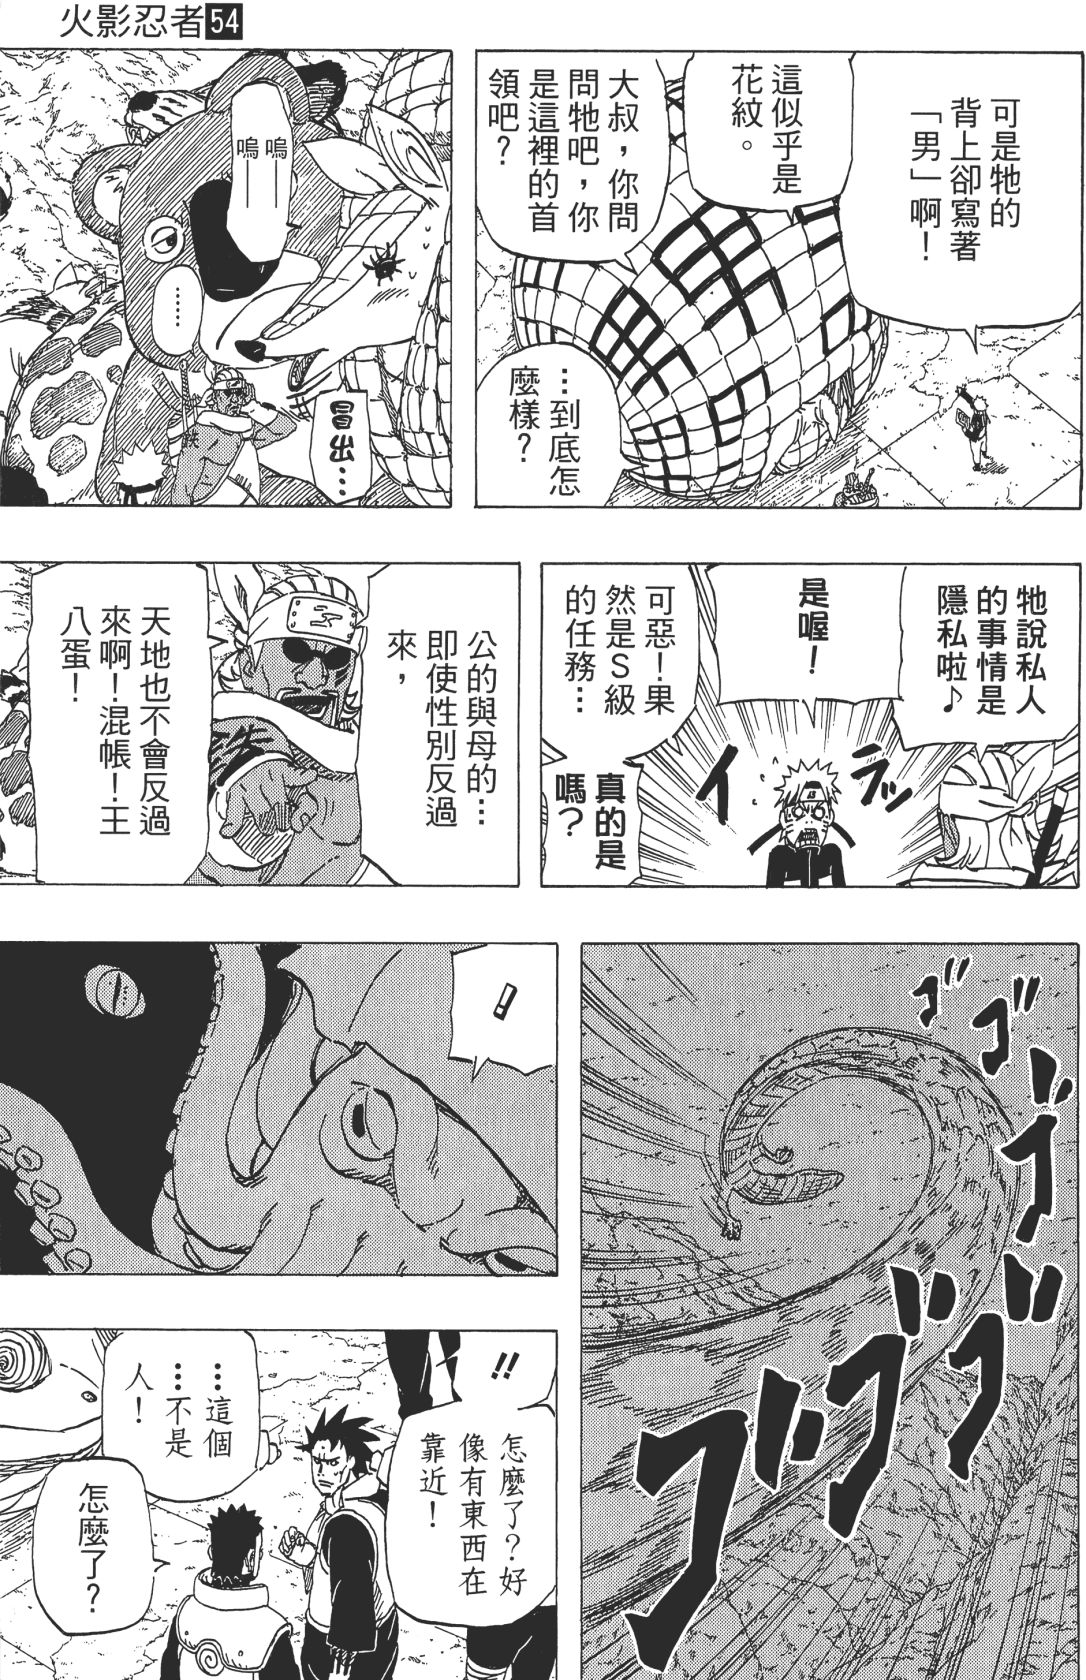 火影忍者54
可是牠的
背上卻寫著
「男」啊！
這似乎是
花紋。
大叔，你問
問牠吧，你
是這裡的首
領吧？
…到底怎
麼樣？
嗚
嗚
……
冒出…
牠說私人
的事情是
隱私啦♪
是喔！
可惡！果
然是S級
的任務…
真的是
嗎？
ラッ
イ
公的與母的…
即使性別反過
來，
天地也不會反過
來啊！混帳！王
八蛋！
鉄
ゴゴゴゴゴゴ
！
!!
怎麼了？好
像有東西在
靠近！
…這個
…不是
人！
怎麼了？